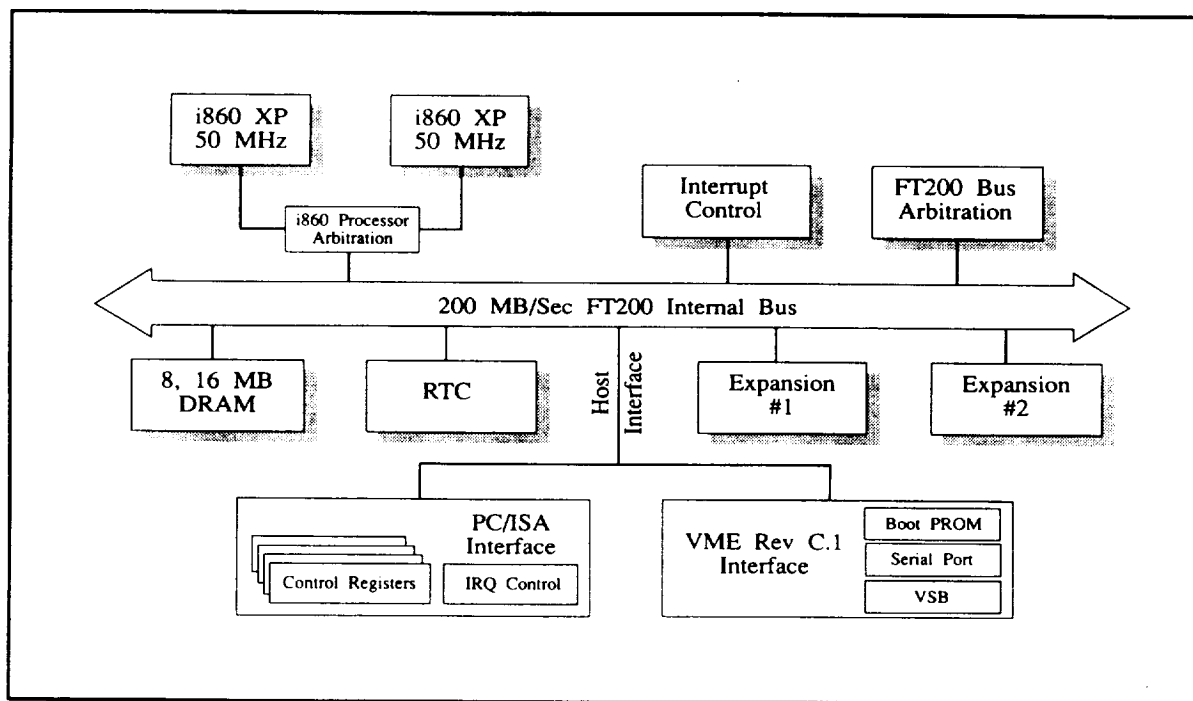 i860 XP
50 MHz
i860 XP
50 MHz
i860 Processor
Arbitration
Interrupt
Control
FT200 Bus
Arbitration
200 MB/Sec FT200 Internal Bus
8, 16 MB
DRAM
RTC
Host
Interface
Expansion
#1
Expansion
#2
PC/ISA
Interface
Control Registers
IRQ Control
VME Rev C.1
Interface
Boot PROM
Serial Port
VSB